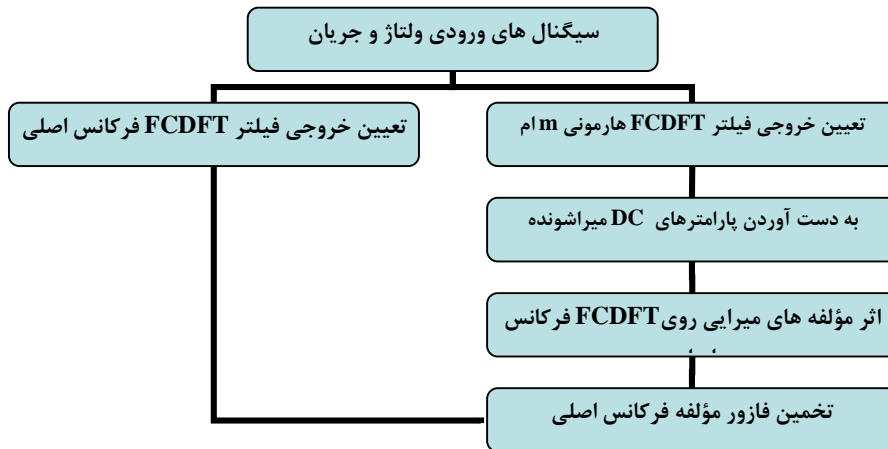 سیگنال های ورودی ولتاژ و جریان
تعیین خروجی فیلتر FCDFT فرکانس اصلی
تعیین خروجی فیلتر FCDFT هارمونی m ام
به دست آوردن پارامترهای DC میراشونده
اثر مؤلفه های میرایی روی FCDFT فرکانس
تخمین فازور مؤلفه فرکانس اصلی